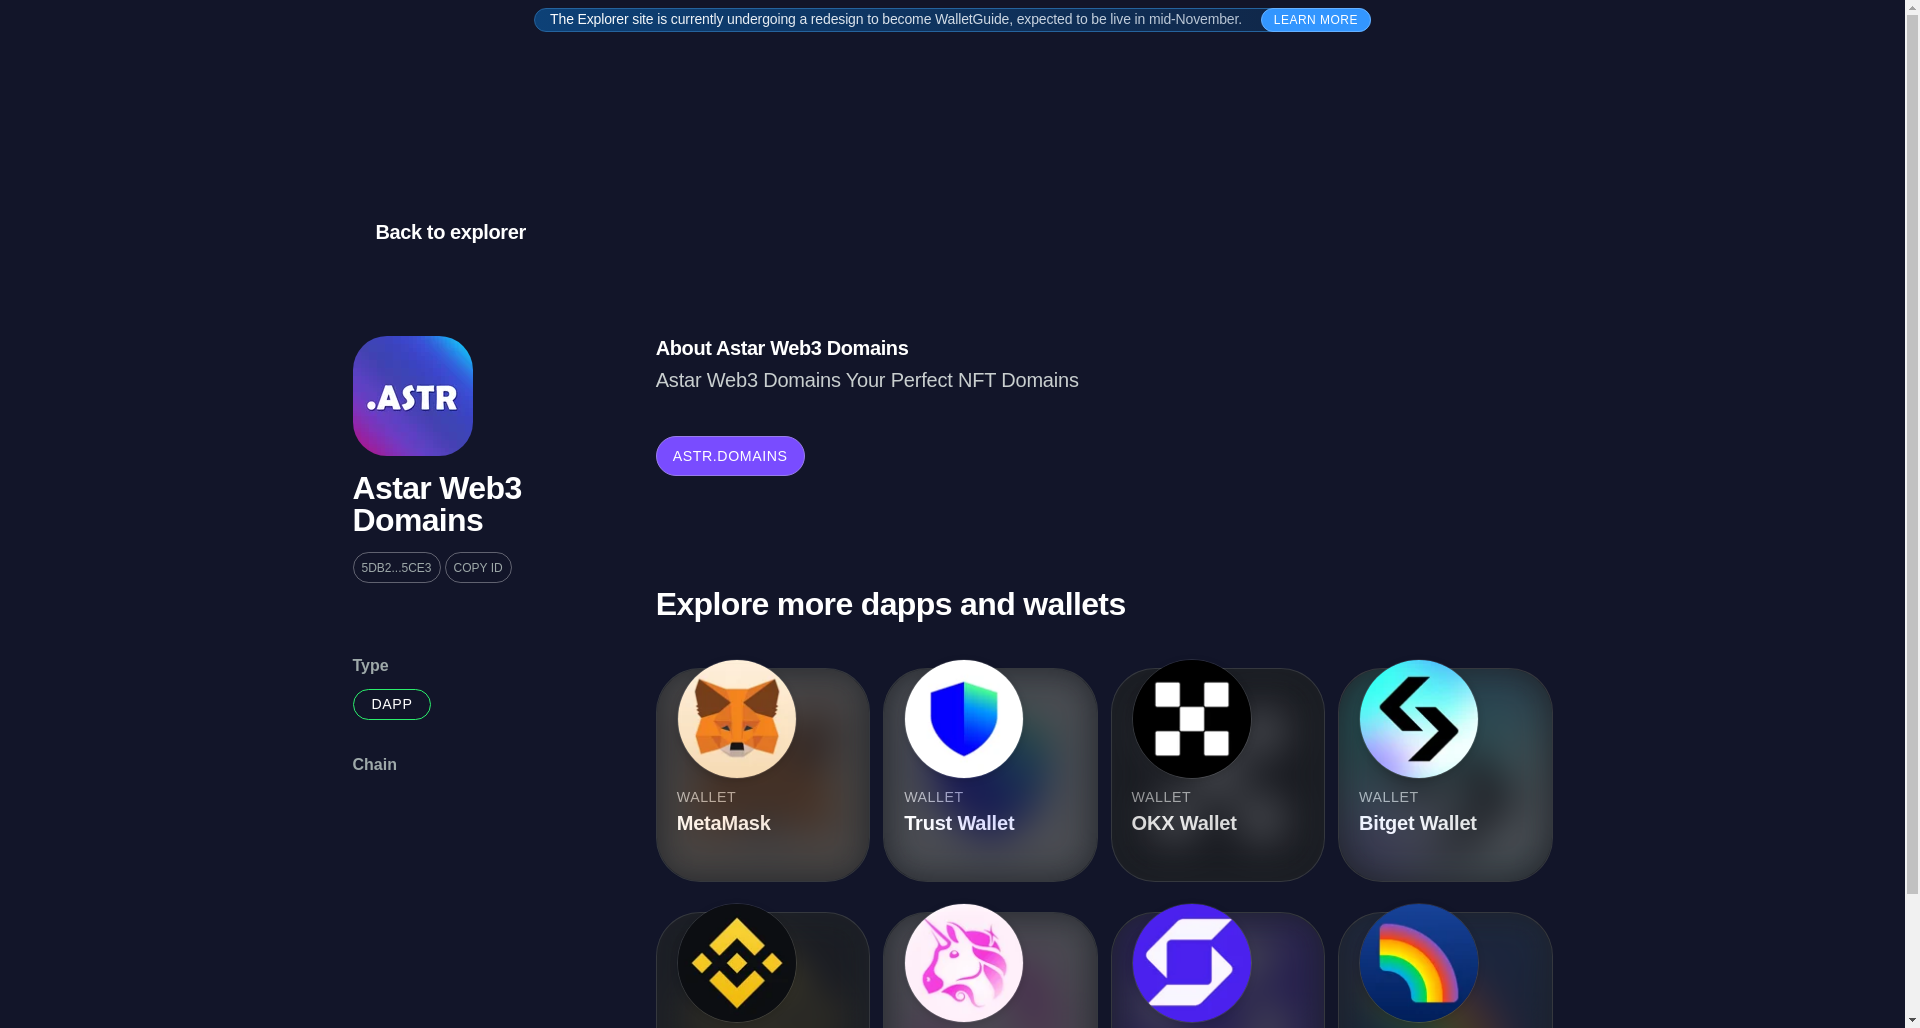 The Explorer site is currently undergoing a redesign to become WalletGuide, expected to be live in mid-November.
LEARN MORE
Back to explorer
.ASTR
Astar Web3
Domains
5DB2...5CE3
COPY ID
Type
DAPP
Chain
About Astar Web3 Domains
Astar Web3 Domains Your Perfect NFT Domains
ASTR.DOMAINS
Explore more dapps and wallets
WALLET
MetaMask
WALLET
Trust Wallet
WALLET
OKX Wallet
WALLET
Bitget Wallet